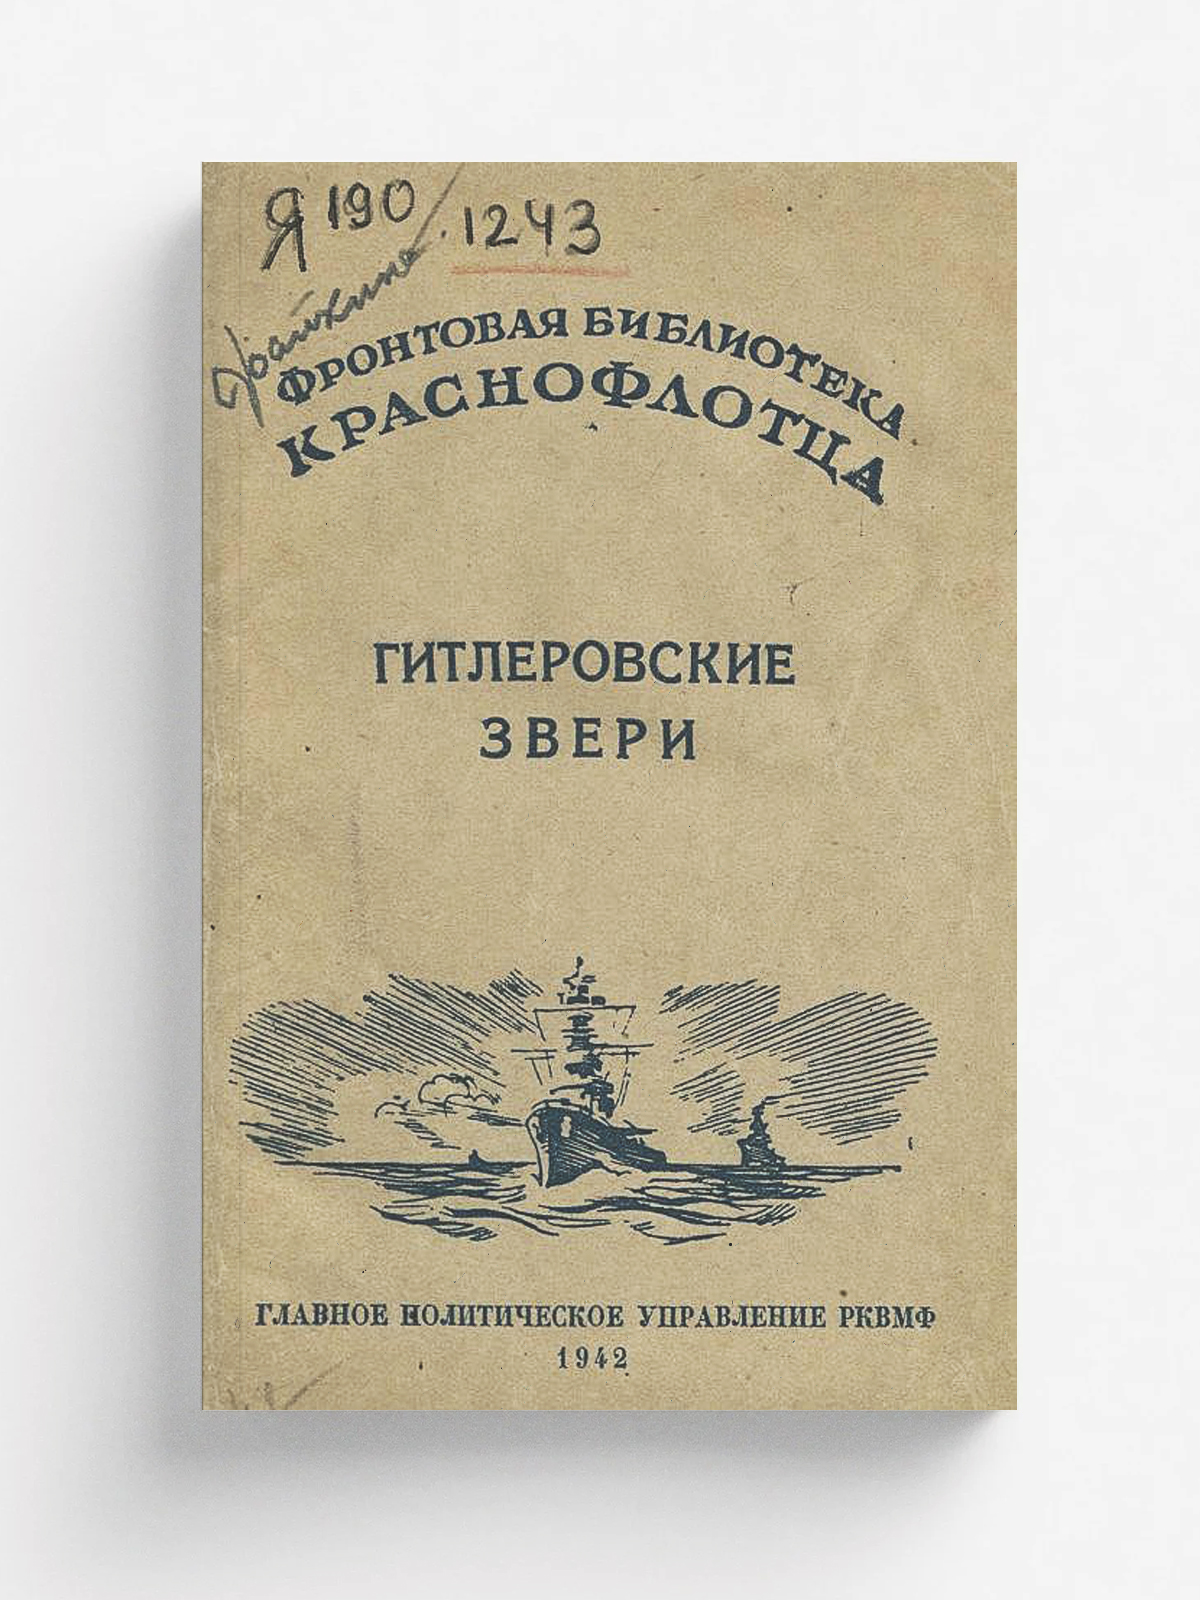 Я 190
1243
ФРОНТОВАЯ БИБЛИОТЕКА
КРАСНОФЛОТЦА
ГИТЛЕРОВСКИЕ
ЗВЕРИ
ГЛАВНОЕ ПОЛИТИЧЕСКОЕ УПРАВЛЕНИЕ РКВМФ
1942